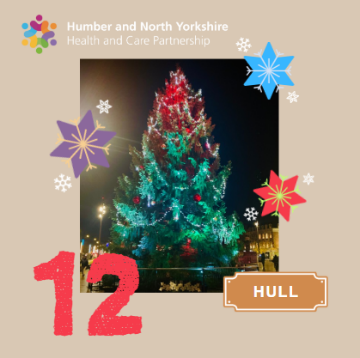 Humber and North Yorkshire
Health and Care Partnership
12
HULL